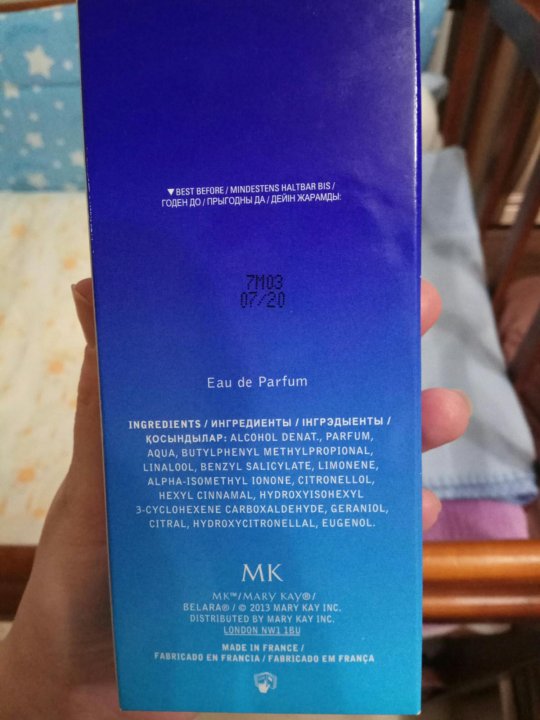 ▼BEST BEFORE / MINDESTENS HALTBAR BIS /
ГОДЕН ДО / ПРЫГОДНЫ ДА / ДЕЙІН ЖАРАМДЫ:
7M03
07/20
Eau de Parfum
INGREDIENTS / ИНГРЕДИЕНТЫ / ІНГРЭДЫЕНТЫ /
ҚОСЫНДЫЛАР: ALCOHOL DENAT., PARFUM,
AQUA, BUTYLPHENYL METHYLPROPIONAL,
LINALOOL, BENZYL SALICYLATE, LIMONENE,
ALPHA-ISOMETHYL IONONE, CITRONELLOL,
HEXYL CINNAMAL, HYDROXYISOHEXYL
3-CYCLOHEXENE CARBOXALDEHYDE, GERANIOL,
CITRAL, HYDROXYCITRONELLAL, EUGENOL.
MK
MK™/MARY KAY®/
BELARA® / © 2013 MARY KAY INC.
DISTRIBUTED BY MARY KAY INC.
LONDON NW1 1BU
MADE IN FRANCE /
FABRICADO EN FRANCIA / FABRICADO EM FRANÇA